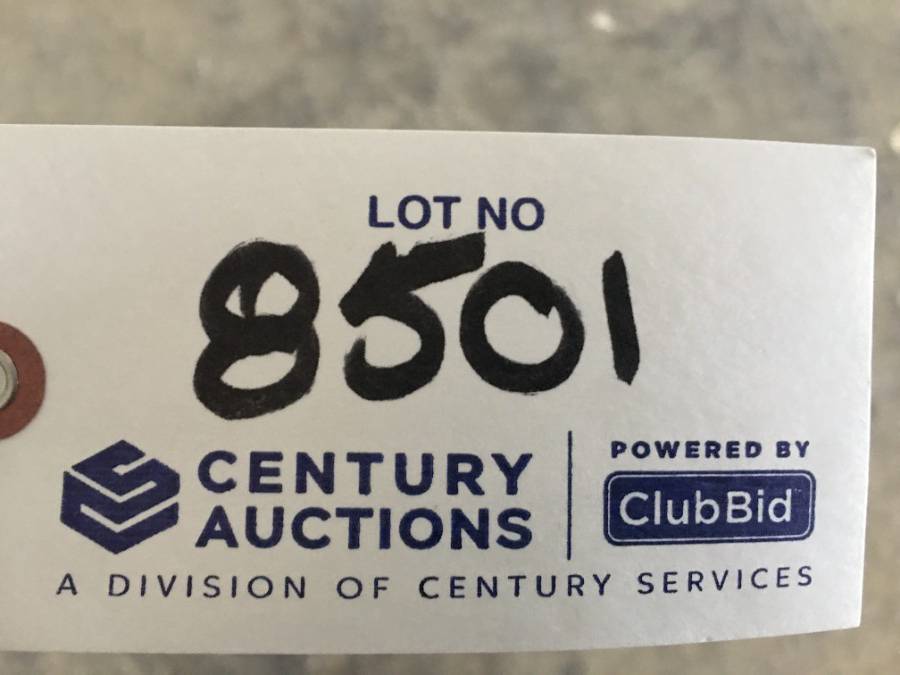 LOT NO
8501
CENTURY
AUCTIONS
POWERED BY
ClubBid
A DIVISION OF CENTURY SERVICES